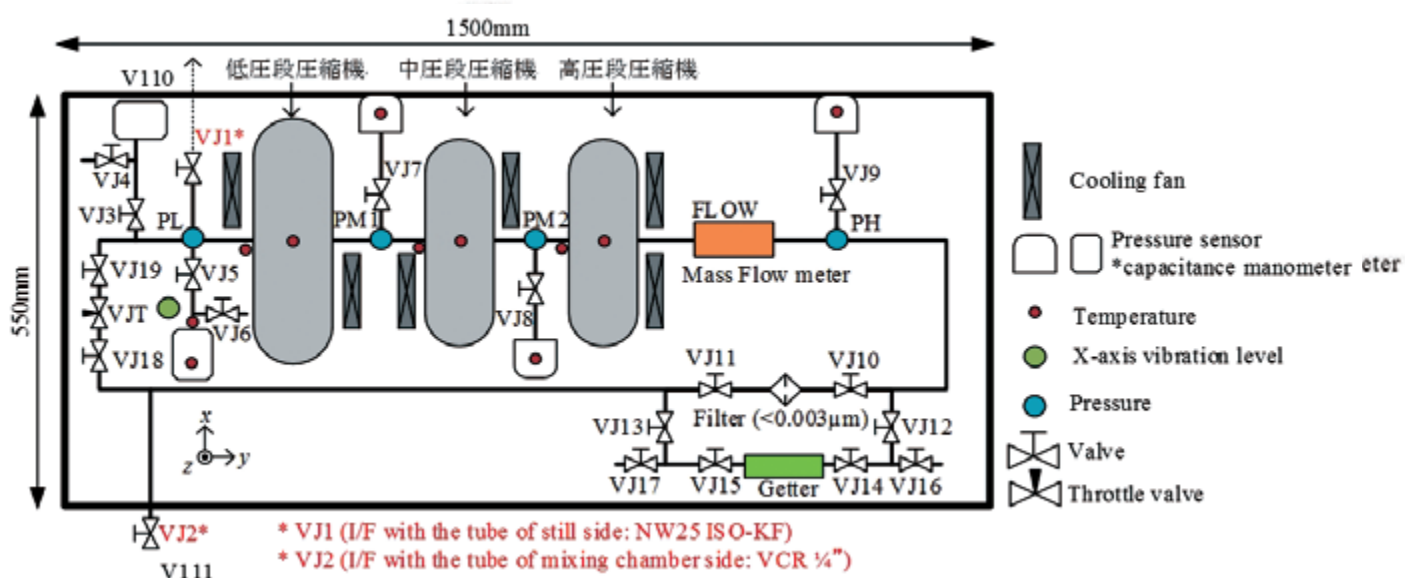 1500mm
550mm
V110
低圧段圧縮機
中圧段圧縮機
高圧段圧縮機
VJ1*
VJ4
VJ3
PL
VJ7
PM1
PM2
VJ9
FLOW
PH
Mass Flow meter
VJ19
VJ5
VJT
VJ6
VJ8
VJ18
VJ11
VJ10
Filter (<0.003μm)
VJ13
VJ12
VJ17
VJ15
Getter
VJ14
VJ16
x
y
z
VJ2*
V111
* VJ1 (I/F with the tube of still side: NW25 ISO-KF)
* VJ2 (I/F with the tube of mixing chamber side: VCR ¼")
Cooling fan
Pressure sensor
*capacitance manometer eter
Temperature
X-axis vibration level
Pressure
Valve
Throttle valve